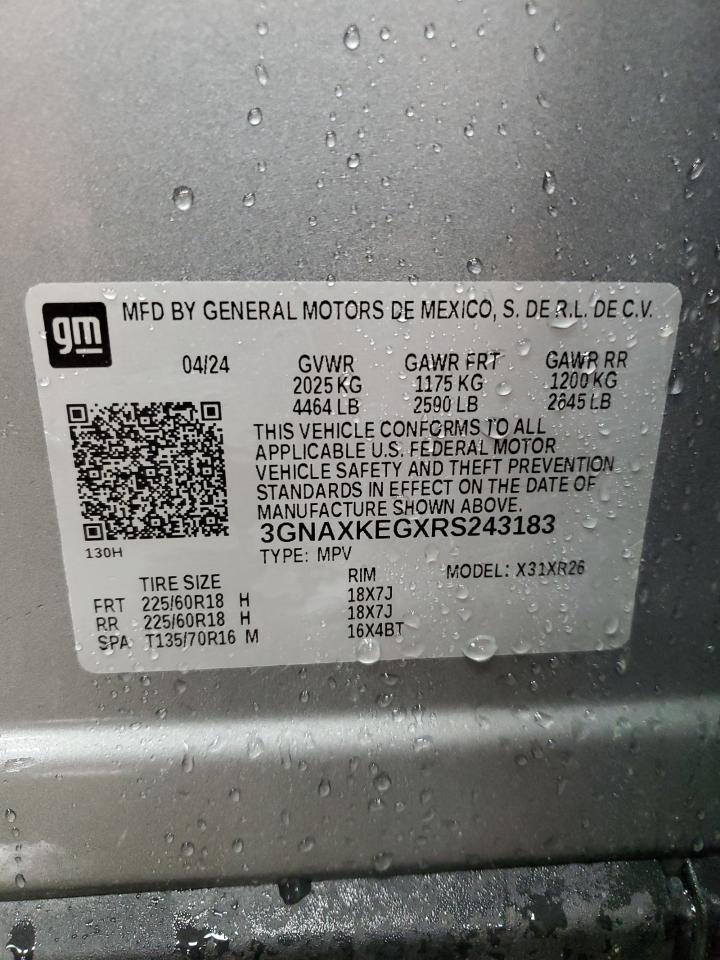 gm
MFD BY GENERAL MOTORS DE MEXICO, S. DE R.L. DE C.V.
04/24 GVWR GAWR FRT GAWR RR
2025 KG 1175 KG 1200 KG
4464 LB 2590 LB 2645 LB
THIS VEHICLE CONFORMS TO ALL
APPLICABLE U.S. FEDERAL MOTOR
VEHICLE SAFETY AND THEFT PREVENTION
STANDARDS IN EFFECT ON THE DATE OF
MANUFACTURE SHOWN ABOVE.
3GNAXKEGXRS243183
130H
TYPE: MPV
TIRE SIZE RIM MODEL: X31XR26
FRT 225/60R18 H 18X7J
RR 225/60R18 H 18X7J
SPA T135/70R16 M 16X4BT